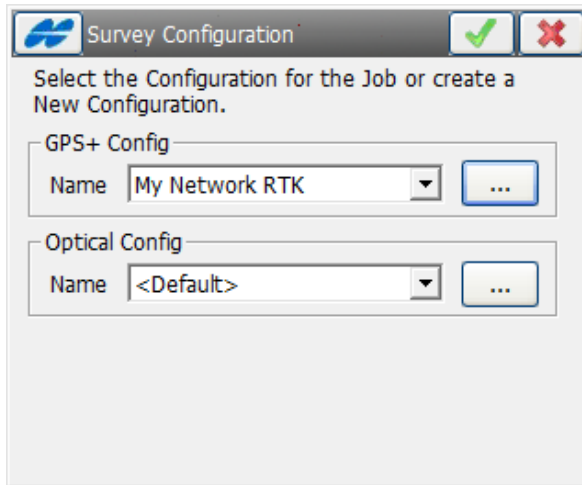 Survey Configuration
Select the Configuration for the Job or create a
New Configuration.
GPS+ Config
Name My Network RTK ...
Optical Config
Name <Default> ...